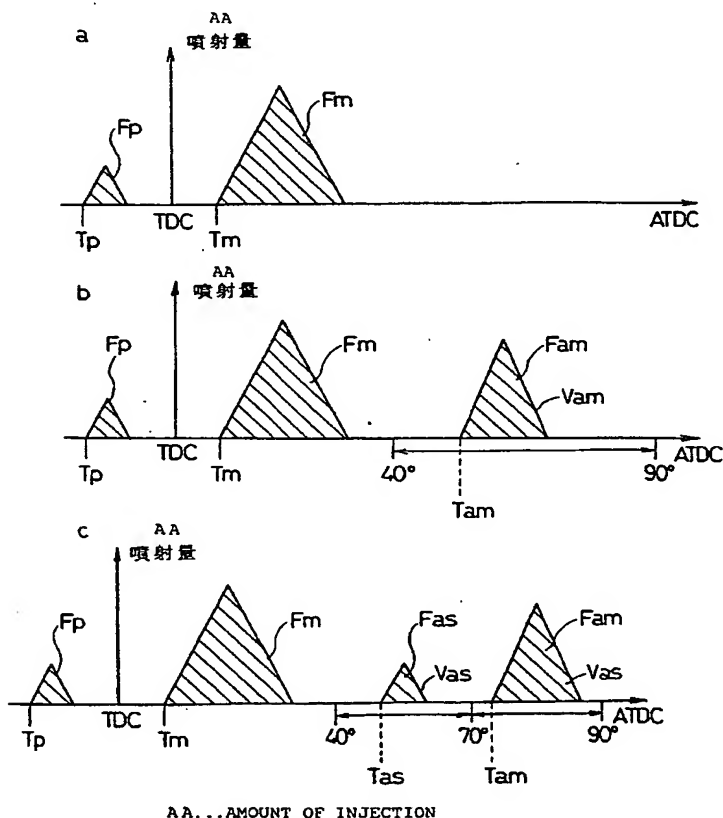 a
AA
噴射量
Fp
Fm
Tp
TDC
Tm
ATDC
b
AA
噴射量
Fp
Fm
Fam
Vam
Tp
TDC
Tm
40°
90°
ATDC
Tam
c
AA
噴射量
Fp
Fm
Fas
Fam
Vas
Vas
Tp
TDC
Tm
40°
70°
90°
ATDC
Tas
Tam
AA...AMOUNT OF INJECTION